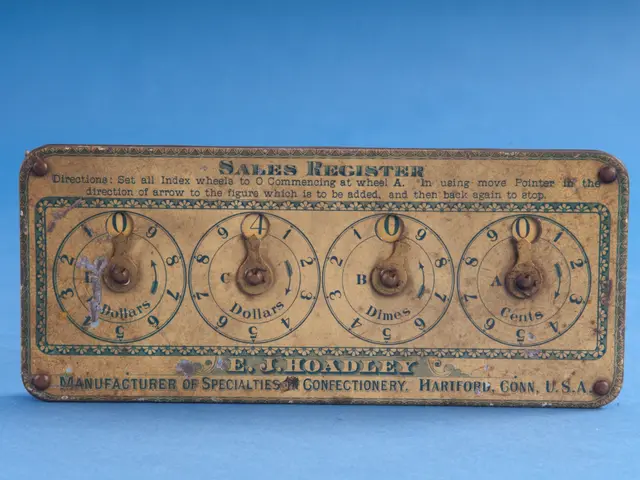 SALES REGISTER
Directions: Set all Index wheels to O Commencing at wheel A. In using move Pointer in the
direction of arrow to the figure which is to be added, and then back again to stop.
0 4 0 0
C B A
Dollars Dollars Dimes Cents
E. J. HOADLEY
MANUFACTURER OF SPECIALTIES IN CONFECTIONERY. HARTFORD, CONN, U.S.A.